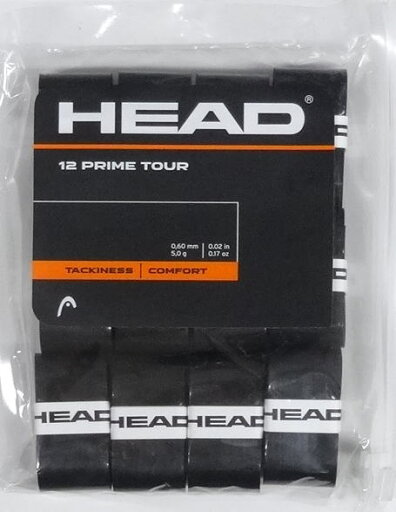 HEAD®
12 PRIME TOUR
0,60 mm | 0.02 in
5,0 g | 0.17 oz
TACKINESS | COMFORT
HEAD HEAD HEAD HEAD